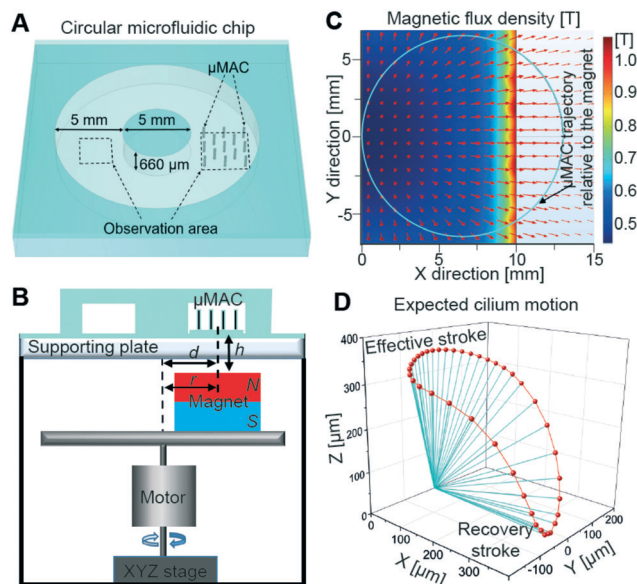 A
Circular microfluidic chip
μMAC
5 mm
5 mm
660 μm
Observation area
B
μMAC
Supporting plate
d
h
r
N
Magnet
S
Motor
XYZ stage
C
Magnetic flux density [T]
[T]
Y direction [mm]
5
0
-5
μMAC trajectory
relative to the magnet
1.0
0.9
0.8
0.7
0.6
0.5
0
5
10
15
X direction [mm]
D
Expected cilium motion
Effective stroke
Recovery
stroke
Z [μm]
400
300
200
100
0
0
100
200
300
X [μm]
-100
0
100
200
Y [μm]